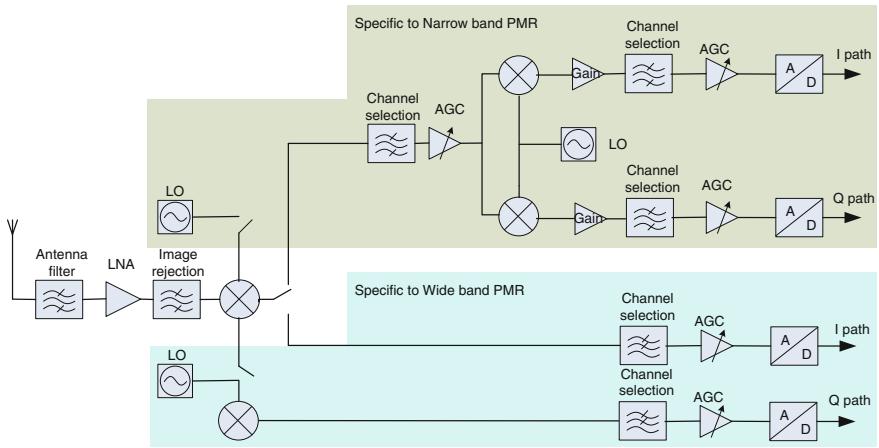 Specific to Narrow band PMR
Channel
selection
AGC
I path
Gain
A
D
Channel
selection
AGC
LO
Channel
selection
AGC
Q path
Gain
A
D
LO
Antenna
filter
LNA
Image
rejection
Specific to Wide band PMR
Channel
selection
AGC
I path
A
D
LO
Channel
selection
AGC
Q path
A
D